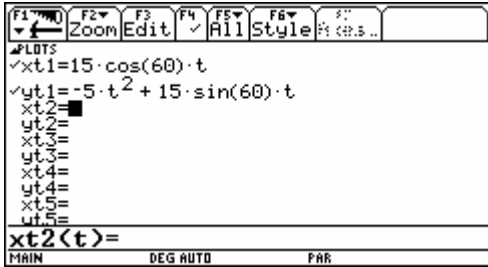 F1 F2 F3 F4 F5 F6
Zoom Edit ✓ All Style
PLOTS
✓xt1=15·cos(60)·t
✓yt1=-5·t² + 15·sin(60)·t
xt2=
yt2=
xt3=
yt3=
xt4=
yt4=
xt5=
yt5=
xt2(t)=
MAIN DEG AUTO PAR